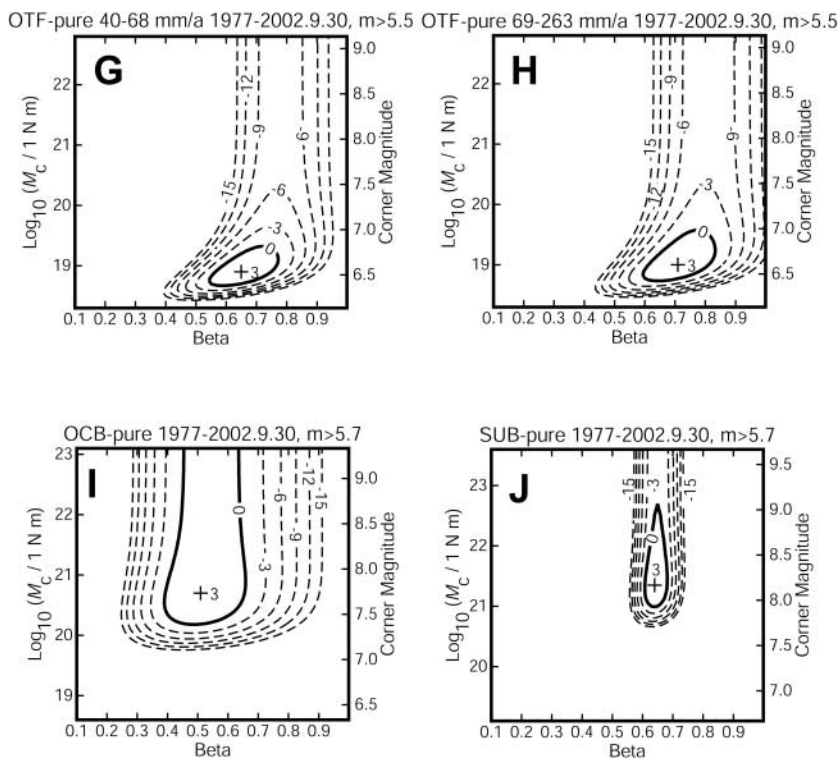 OTF-pure 40-68 mm/a 1977-2002.9.30, m>5.5
G
22
21
20
19
Log10 (Mc / 1 N m)
9.0
8.5
8.0
7.5
7.0
6.5
Corner Magnitude
-12
-9
-6
-15
-6
-3
0
3
0.1 0.2 0.3 0.4 0.5 0.6 0.7 0.8 0.9
Beta
OTF-pure 69-263 mm/a 1977-2002.9.30, m>5.5
H
22
21
20
19
Log10 (Mc / 1 N m)
9.0
8.5
8.0
7.5
7.0
6.5
Corner Magnitude
-9
-6
9
-15
-12
-3
0
3
0.1 0.2 0.3 0.4 0.5 0.6 0.7 0.8 0.9
Beta
OCB-pure 1977-2002.9.30, m>5.7
I
23
22
21
20
19
Log10 (Mc / 1 N m)
9.0
8.5
8.0
7.5
7.0
6.5
Corner Magnitude
-12
-15
-6
0
-9
-3
3
0.1 0.2 0.3 0.4 0.5 0.6 0.7 0.8 0.9
Beta
SUB-pure 1977-2002.9.30, m>5.7
J
23
22
21
20
Log10 (Mc / 1 N m)
9.5
9.0
8.5
8.0
7.5
7.0
Corner Magnitude
-15
-3
-15
0
3
0.1 0.2 0.3 0.4 0.5 0.6 0.7 0.8 0.9
Beta